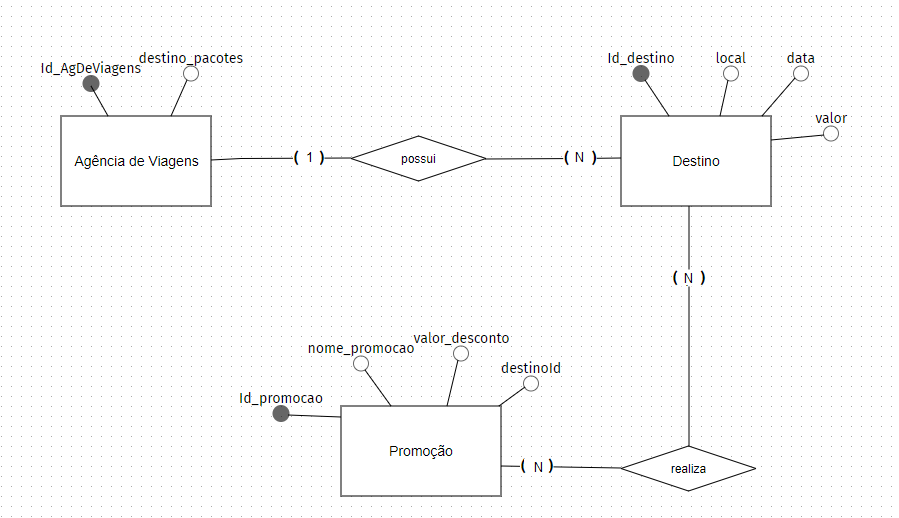 destino_pacotes
Id_AgDeViagens
Id_destino
local
data
valor
Agência de Viagens
( 1 )
possui
( N )
Destino
( N )
valor_desconto
nome_promocao
destinoId
Id_promocao
Promoção
( N )
realiza